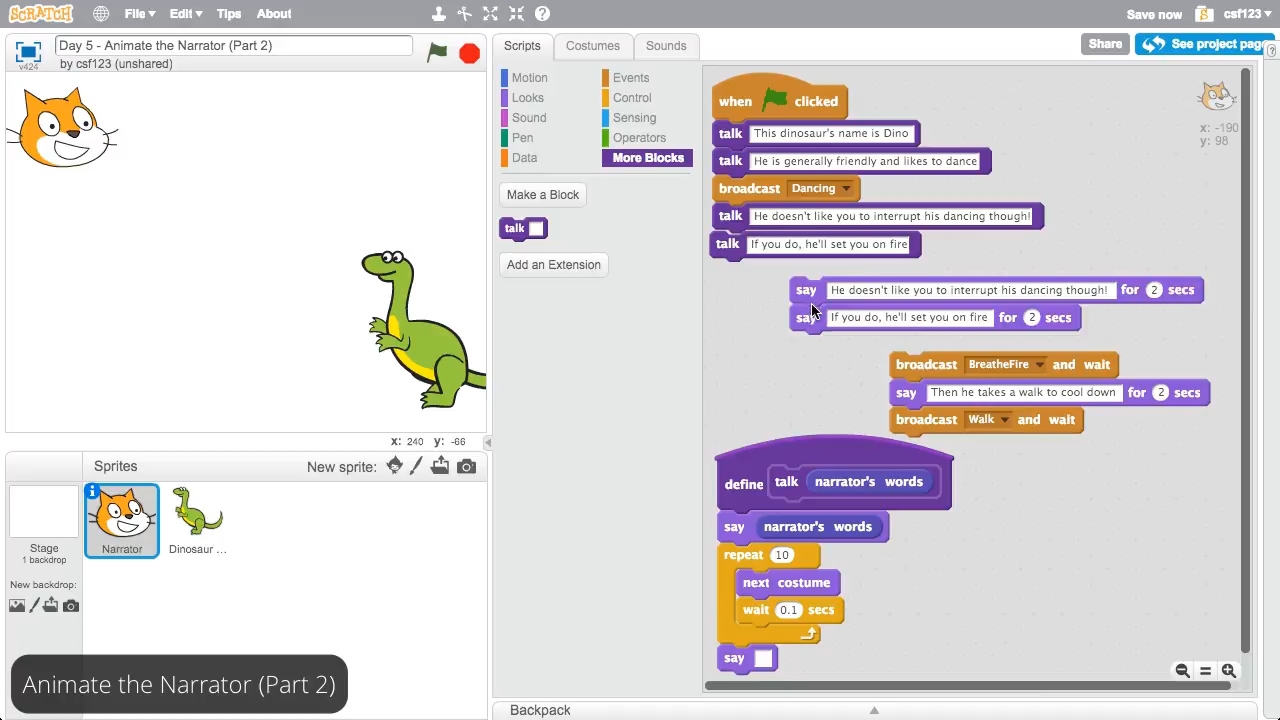 SCRATCH File Edit Tips About Save now csf123
v424 Day 5 - Animate the Narrator (Part 2)
by csf123 (unshared)
Scripts Costumes Sounds Share See project page
Motion Events
Looks Control
Sound Sensing
Pen Operators
Data More Blocks
Make a Block
talk
Add an Extension
when clicked
talk This dinosaur's name is Dino
talk He is generally friendly and likes to dance
broadcast Dancing
talk He doesn't like you to interrupt his dancing though!
talk If you do, he'll set you on fire
say He doesn't like you to interrupt his dancing though! for 2 secs
say If you do, he'll set you on fire for 2 secs
broadcast BreatheFire and wait
say Then he takes a walk to cool down for 2 secs
broadcast Walk and wait
define talk narrator's words
say narrator's words
repeat 10
next costume
wait 0.1 secs
say
x: -190
y: 98
x: 240 y: -66
Sprites New sprite:
Stage
1 backdrop
New backdrop:
Narrator
Dinosaur ...
Animate the Narrator (Part 2)
Backpack